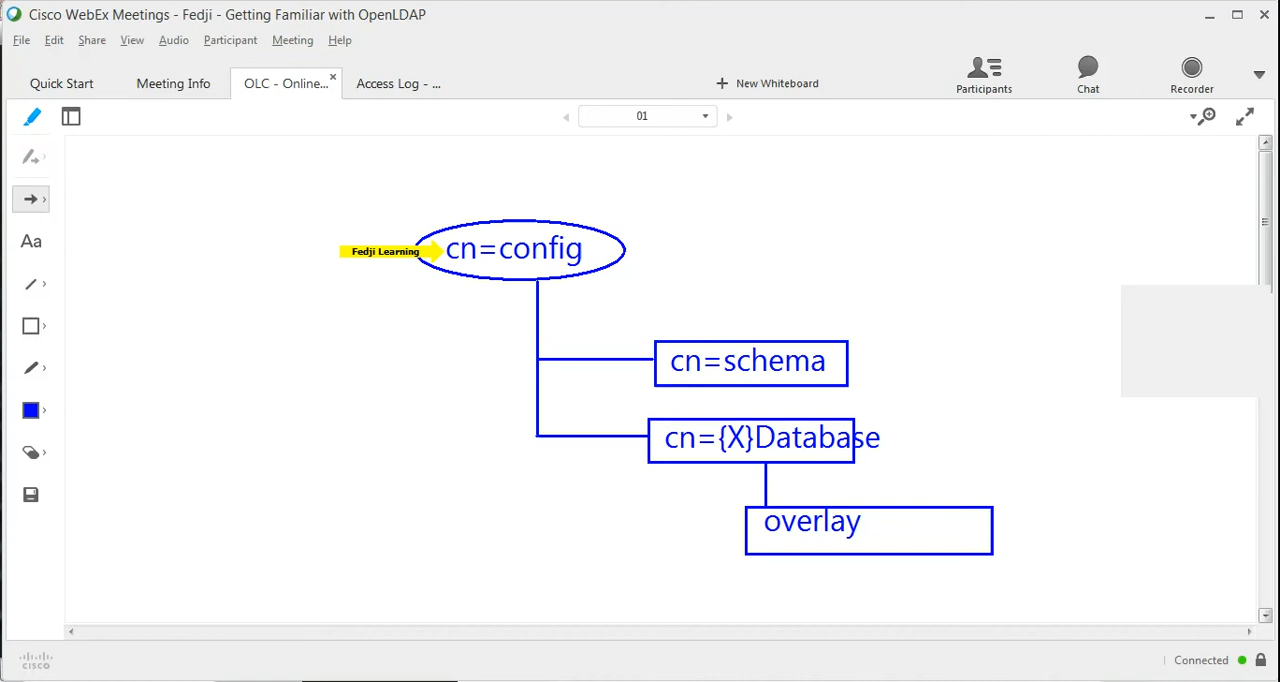 Cisco WebEx Meetings - Fedji - Getting Familiar with OpenLDAP
File Edit Share View Audio Participant Meeting Help
Quick Start Meeting Info OLC - Online... Access Log - ... New Whiteboard Participants Chat Recorder
01
Aa
Fedji Learning cn=config
cn=schema
cn={X}Database
overlay
cisco Connected